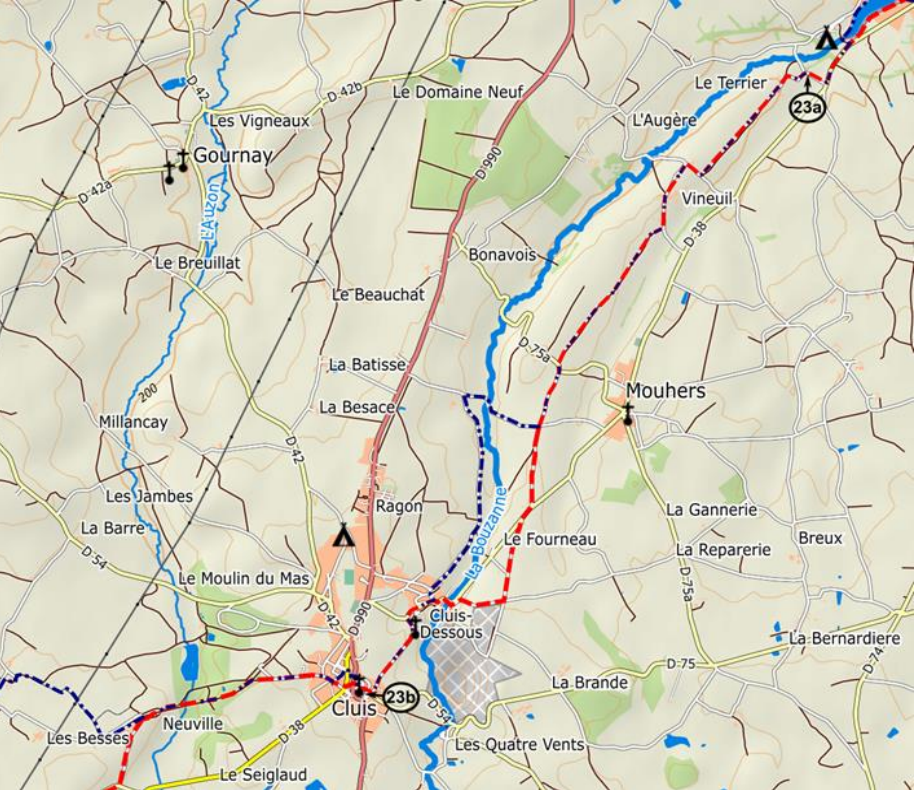 D 42
D 42b
Le Domaine Neuf
Le Terrier
23a
Les Vigneaux
L'Augère
Gournay
D 990
D 42a
L'Auzon
Vineuil
D 38
Bonavois
Le Breuillat
Le Beauchat
D 75a
La Batisse
Mouhers
200
La Besace
Millancay
D 42
Les Jambes
Ragon
La Bouzanne
La Gannerie
La Barre
Le Fourneau
Breux
La Reparerie
D 54
Le Moulin du Mas
D 75a
D 42
D 990
Cluis-
Dessous
La Bernardiere
D 74
D 75
La Brande
23b
Cluis
D 54
Neuville
D 38
Les Besses
Les Quatre Vents
Le Seiglaud